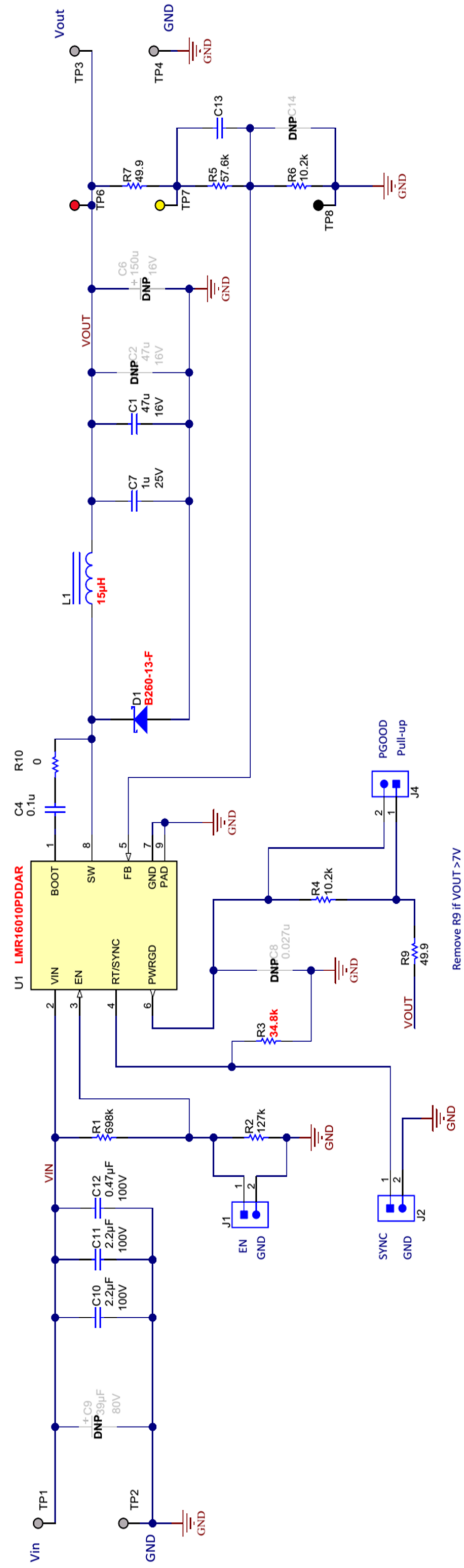 Vin
TP1
TP2
GND
GND
+
C9
39µF
80V
DNP
C10
2.2µF
100V
C11
2.2µF
100V
C12
0.47µF
100V
VIN
R1
698k
R2
127k
GND
J1
1
2
EN
GND
SYNC
GND
J2
1
2
GND
U1
LMR16010PDDAR
2
VIN
3
EN
4
RT/SYNC
6
PWRGD
BOOT
1
SW
8
FB
5
GND
7
PAD
9
GND
R3
34.8k
DNP
C8
0.027u
GND
R4
10.2k
R9
49.9
VOUT
Remove R9 if VOUT >7V
J4
2
1
PGOOD
Pull-up
C4
0.1u
R10
0
D1
B260-13-F
L1
15µH
C7
1u
25V
C1
47u
16V
DNP
C2
47u
16V
VOUT
C6
+
150u
16V
DNP
GND
TP6
R7
49.9
TP7
R5
57.6k
C13
R6
10.2k
DNP
C14
TP8
GND
Vout
TP3
GND
TP4
GND